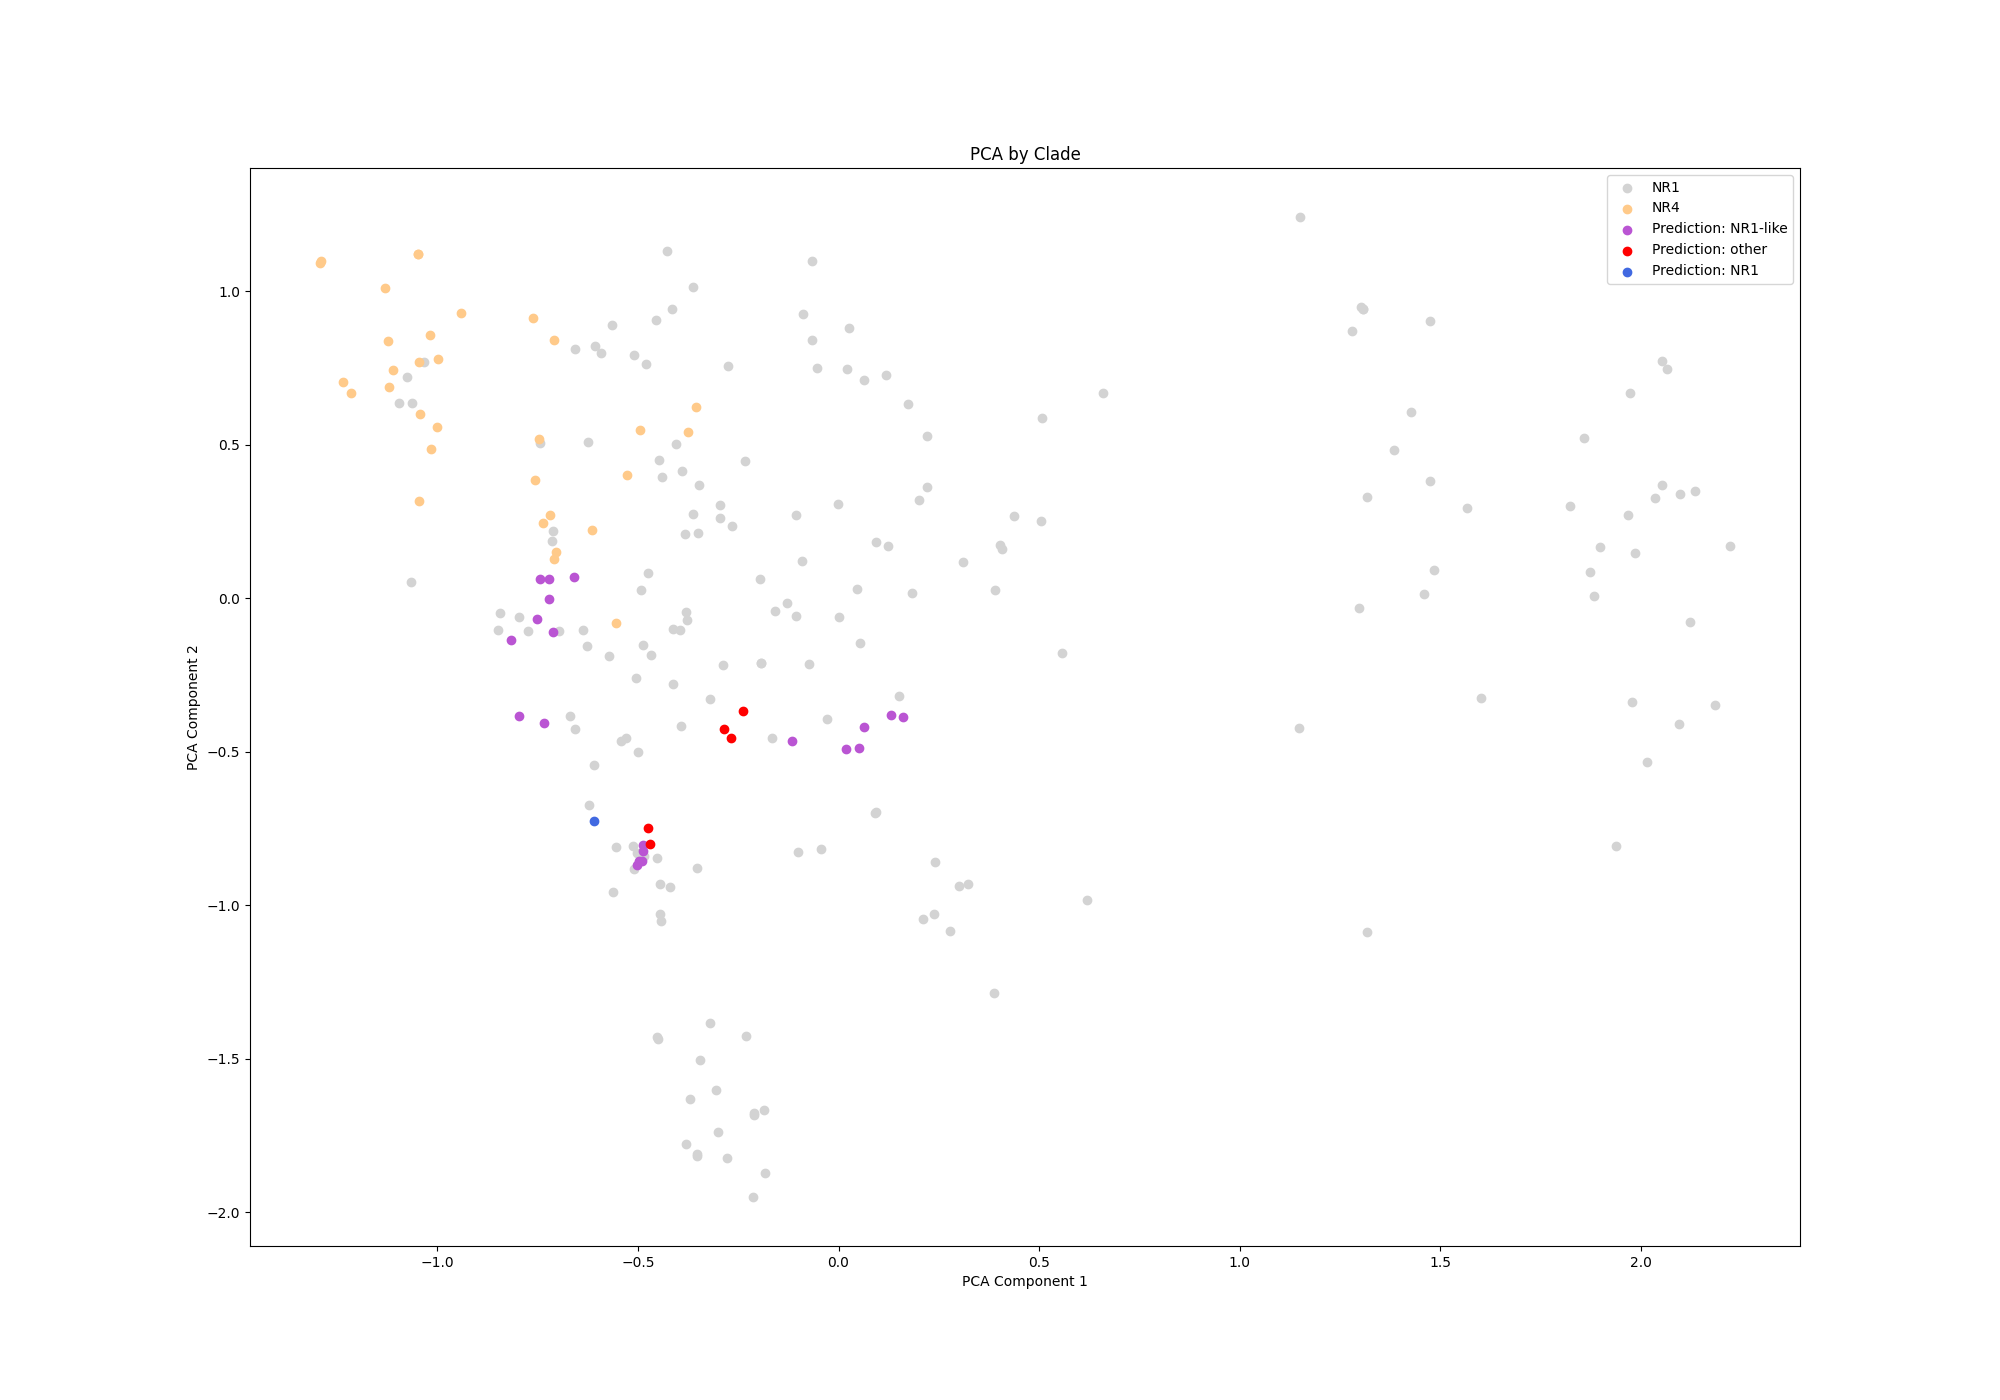 PCA by Clade
NR1
NR4
Prediction: NR1-like
Prediction: other
Prediction: NR1
PCA Component 2
1.0
0.5
0.0
−0.5
−1.0
−1.5
−2.0
−1.0
−0.5
0.0
0.5
1.0
1.5
2.0
PCA Component 1